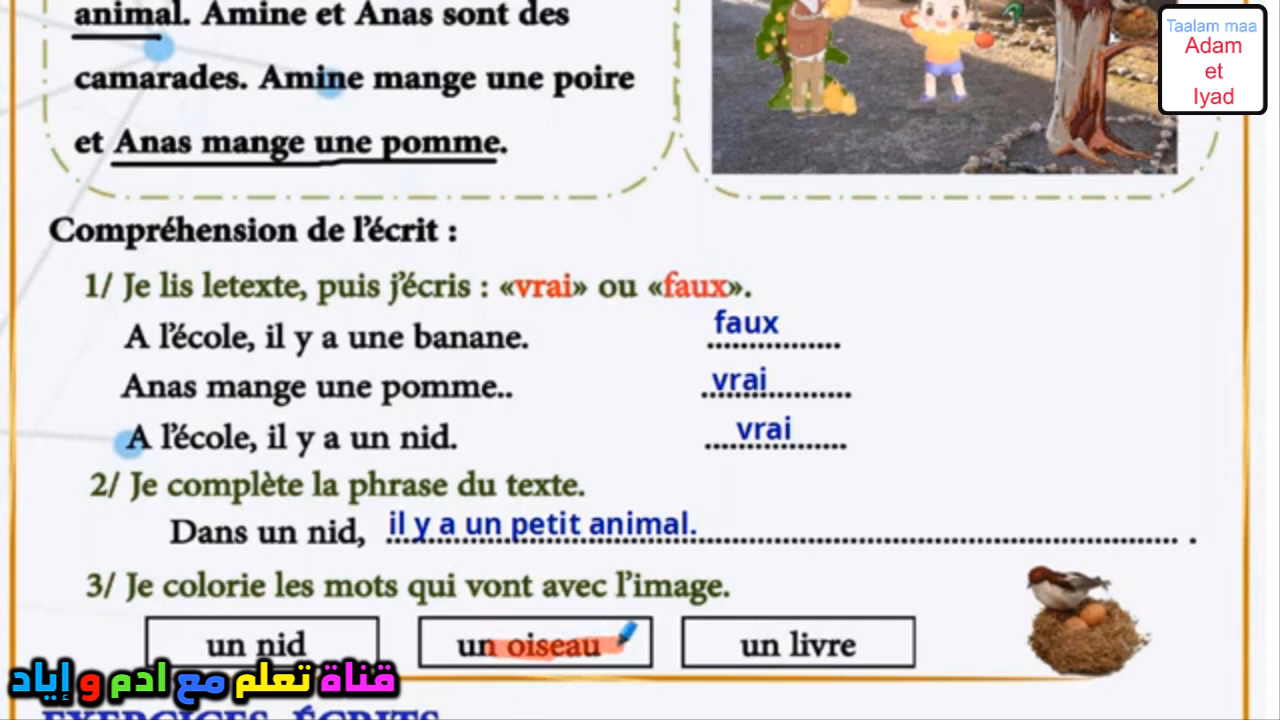 animal. Amine et Anas sont des
camarades. Amine mange une poire
et Anas mange une pomme.
Taalam maa
Adam
et
Iyad
Compréhension de l'écrit :
1/ Je lis letexte, puis j'écris : «vrai» ou «faux».
A l'école, il y a une banane. faux
Anas mange une pomme.. vrai
A l'école, il y a un nid. vrai
2/ Je complète la phrase du texte.
Dans un nid, il y a un petit animal. .
3/ Je colorie les mots qui vont avec l'image.
un nid un oiseau un livre
قناة تعلم مع ادم و إياد
EXERCICES ÉCRITS